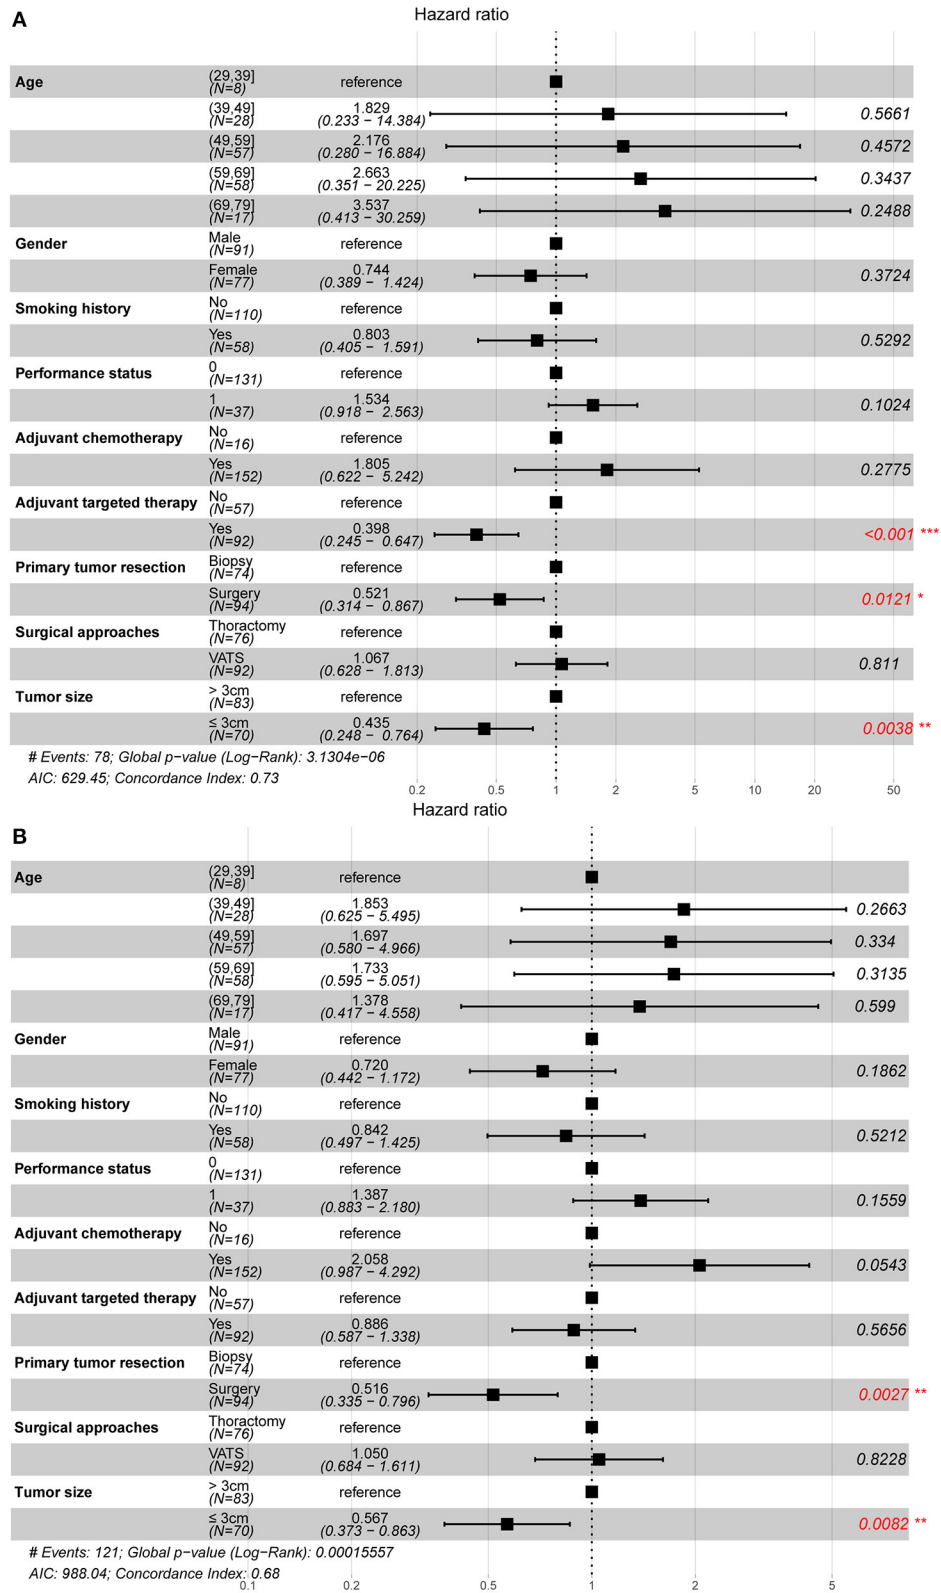 A
Hazard ratio
Age (29,39] (N=8) reference
(39,49] (N=28) 1.829 (0.233 − 14.384) 0.5661
(49,59] (N=57) 2.176 (0.280 − 16.884) 0.4572
(59,69] (N=58) 2.663 (0.351 − 20.225) 0.3437
(69,79] (N=17) 3.537 (0.413 − 30.259) 0.2488
Gender Male (N=91) reference
Female (N=77) 0.744 (0.389 − 1.424) 0.3724
Smoking history No (N=110) reference
Yes (N=58) 0.803 (0.405 − 1.591) 0.5292
Performance status 0 (N=131) reference
1 (N=37) 1.534 (0.918 − 2.563) 0.1024
Adjuvant chemotherapy No (N=16) reference
Yes (N=152) 1.805 (0.622 − 5.242) 0.2775
Adjuvant targeted therapy No (N=57) reference
Yes (N=92) 0.398 (0.245 − 0.647) <0.001 ***
Primary tumor resection Biopsy (N=74) reference
Surgery (N=94) 0.521 (0.314 − 0.867) 0.0121 *
Surgical approaches Thoractomy (N=76) reference
VATS (N=92) 1.067 (0.628 − 1.813) 0.811
Tumor size > 3cm (N=83) reference
≤ 3cm (N=70) 0.435 (0.248 − 0.764) 0.0038 **
# Events: 78; Global p−value (Log−Rank): 3.1304e−06
AIC: 629.45; Concordance Index: 0.73
0.2 0.5 1 2 5 10 20 50
Hazard ratio
B
Age (29,39] (N=8) reference
(39,49] (N=28) 1.853 (0.625 − 5.495) 0.2663
(49,59] (N=57) 1.697 (0.580 − 4.966) 0.334
(59,69] (N=58) 1.733 (0.595 − 5.051) 0.3135
(69,79] (N=17) 1.378 (0.417 − 4.558) 0.599
Gender Male (N=91) reference
Female (N=77) 0.720 (0.442 − 1.172) 0.1862
Smoking history No (N=110) reference
Yes (N=58) 0.842 (0.497 − 1.425) 0.5212
Performance status 0 (N=131) reference
1 (N=37) 1.387 (0.883 − 2.180) 0.1559
Adjuvant chemotherapy No (N=16) reference
Yes (N=152) 2.058 (0.987 − 4.292) 0.0543
Adjuvant targeted therapy No (N=57) reference
Yes (N=92) 0.886 (0.587 − 1.338) 0.5656
Primary tumor resection Biopsy (N=74) reference
Surgery (N=94) 0.516 (0.335 − 0.796) 0.0027 **
Surgical approaches Thoractomy (N=76) reference
VATS (N=92) 1.050 (0.684 − 1.611) 0.8228
Tumor size > 3cm (N=83) reference
≤ 3cm (N=70) 0.567 (0.373 − 0.863) 0.0082 **
# Events: 121; Global p−value (Log−Rank): 0.00015557
AIC: 988.04; Concordance Index: 0.68
0.1 0.2 0.5 1 2 5